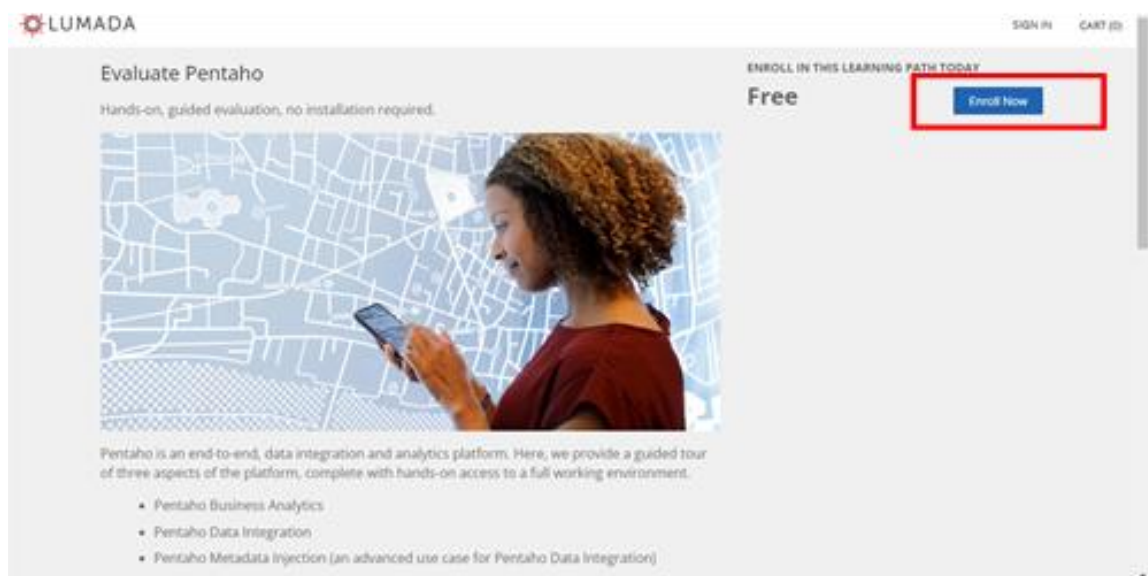 LUMADA
SIGN IN CART (0)
Evaluate Pentaho
Hands-on, guided evaluation, no installation required.
ENROLL IN THIS LEARNING PATH TODAY
Free
Enroll Now
Pentaho is an end-to-end, data integration and analytics platform. Here, we provide a guided tour
of three aspects of the platform, complete with hands-on access to a full working environment.
• Pentaho Business Analytics
• Pentaho Data Integration
• Pentaho Metadata Injection (an advanced use case for Pentaho Data Integration)